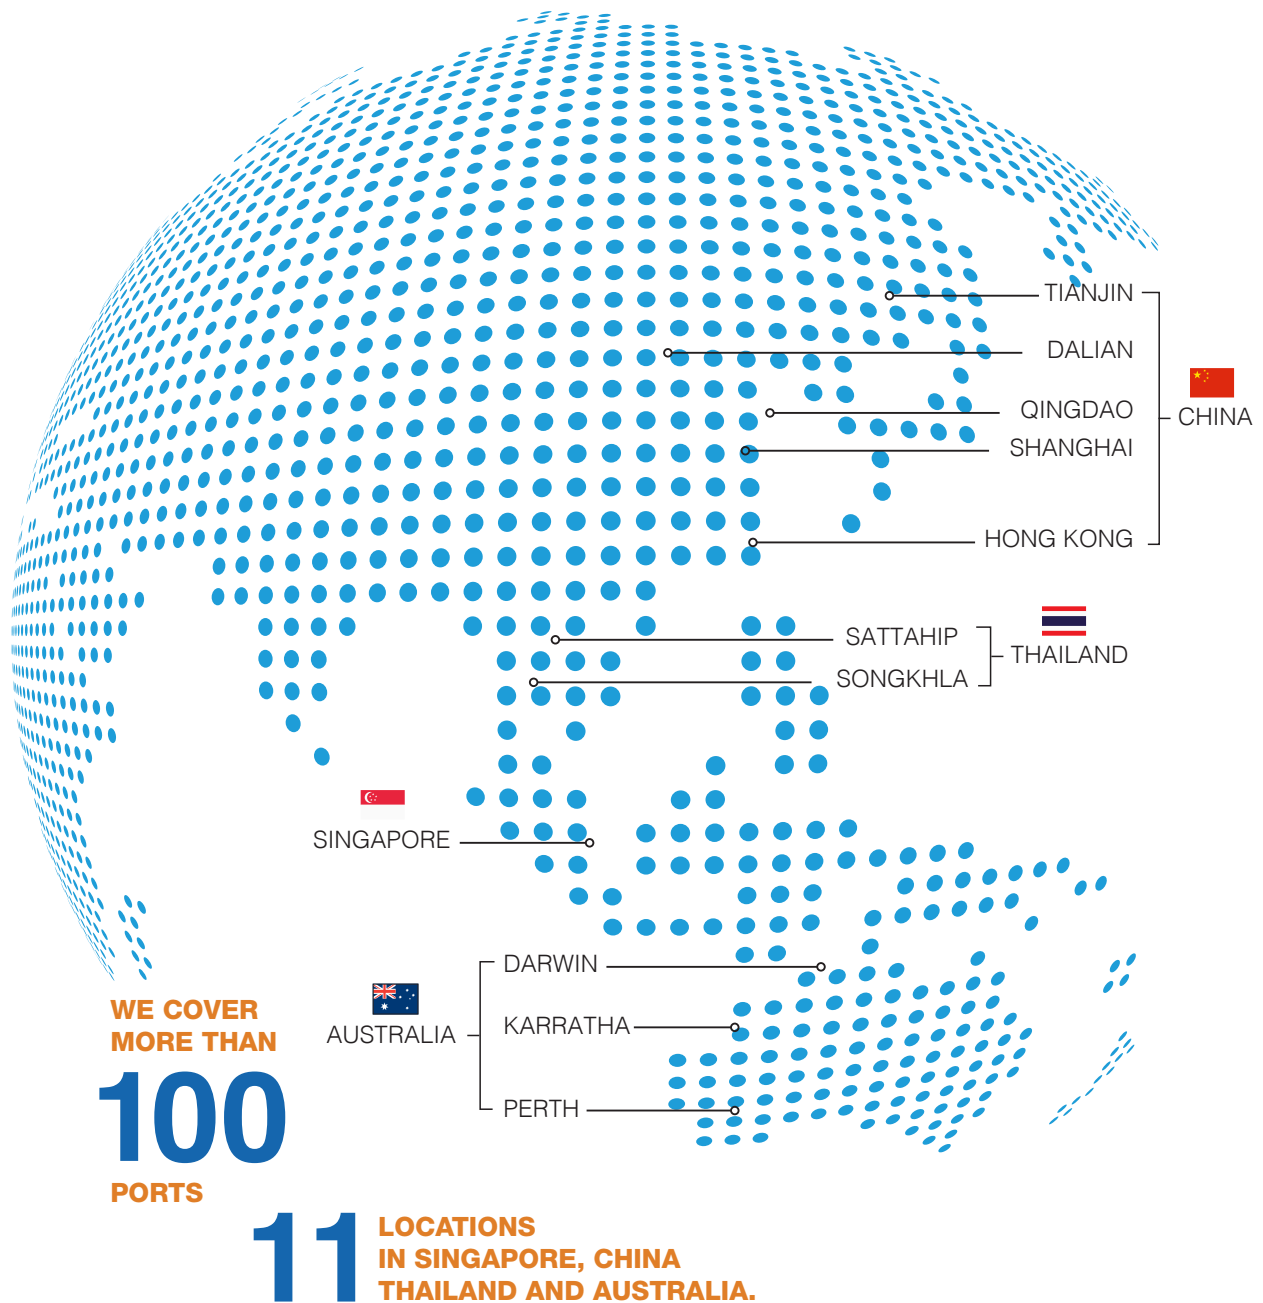 TIANJIN
DALIAN
QINGDAO
SHANGHAI
HONG KONG
CHINA
SATTAHIP
SONGKHLA
THAILAND
SINGAPORE
DARWIN
KARRATHA
PERTH
AUSTRALIA
WE COVER
MORE THAN
100
PORTS
11
LOCATIONS
IN SINGAPORE, CHINA
THAILAND AND AUSTRALIA.